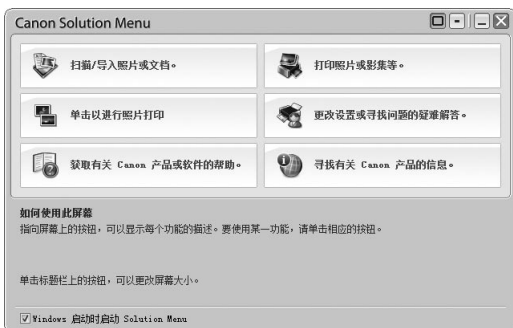 Canon Solution Menu
扫描/导入照片或文档。
打印照片或影集等。
单击以进行照片打印
更改设置或寻找问题的疑难解答。
获取有关 Canon 产品或软件的帮助。
寻找有关 Canon 产品的信息。
如何使用此屏幕
指向屏幕上的按钮，可以显示每个功能的描述。要使用某一功能，请单击相应的按钮。
单击标题栏上的按钮，可以更改屏幕大小。
Windows 启动时启动 Solution Menu